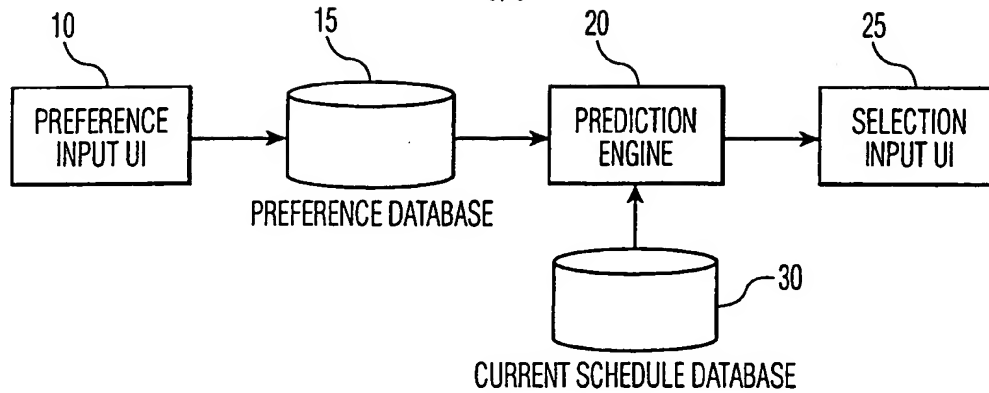 10
15
20
25
PREFERENCE
INPUT UI
PREDICTION
ENGINE
SELECTION
INPUT UI
PREFERENCE DATABASE
30
CURRENT SCHEDULE DATABASE